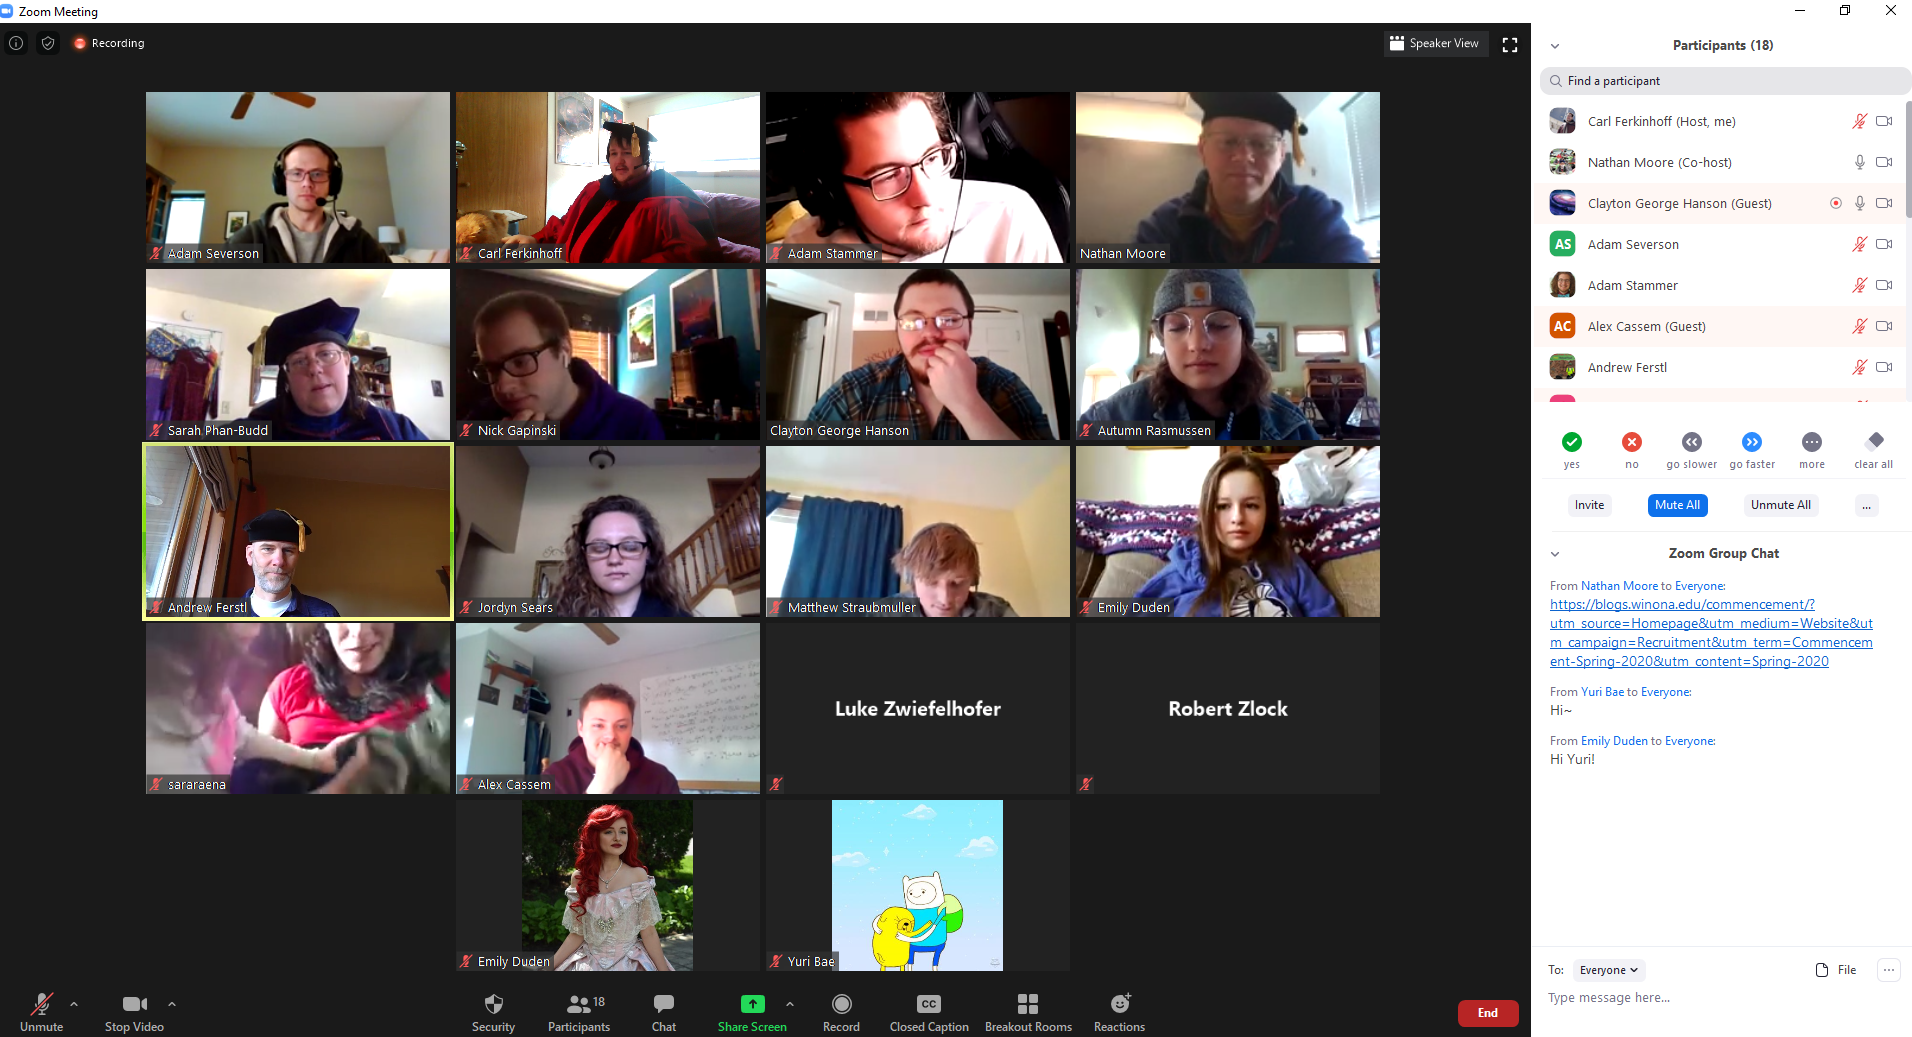 Zoom Meeting
Recording
Speaker View
Adam Severson
Carl Ferkinhoff
Adam Stammer
Nathan Moore
Sarah Phan-Budd
Nick Gapinski
Clayton George Hanson
Autumn Rasmussen
Andrew Ferstl
Jordyn Sears
Matthew Straubmuller
Emily Duden
sararaena
Alex Cassem
Luke Zwiefelhofer
Robert Zlock
Emily Duden
Yuri Bae
Unmute
Stop Video
Security
18
Participants
Chat
Share Screen
Record
CC
Closed Caption
Breakout Rooms
Reactions
End
Participants (18)
Find a participant
Carl Ferkinhoff (Host, me)
Nathan Moore (Co-host)
Clayton George Hanson (Guest)
AS Adam Severson
Adam Stammer
AC Alex Cassem (Guest)
Andrew Ferstl
yes
no
go slower
go faster
more
clear all
Invite
Mute All
Unmute All
...
Zoom Group Chat
From Nathan Moore to Everyone:
https://blogs.winona.edu/commencement/?
utm_source=Homepage&utm_medium=Website&ut
m_campaign=Recruitment&utm_term=Commencem
ent-Spring-2020&utm_content=Spring-2020
From Yuri Bae to Everyone:
Hi~
From Emily Duden to Everyone:
Hi Yuri!
To: Everyone
File
Type message here...